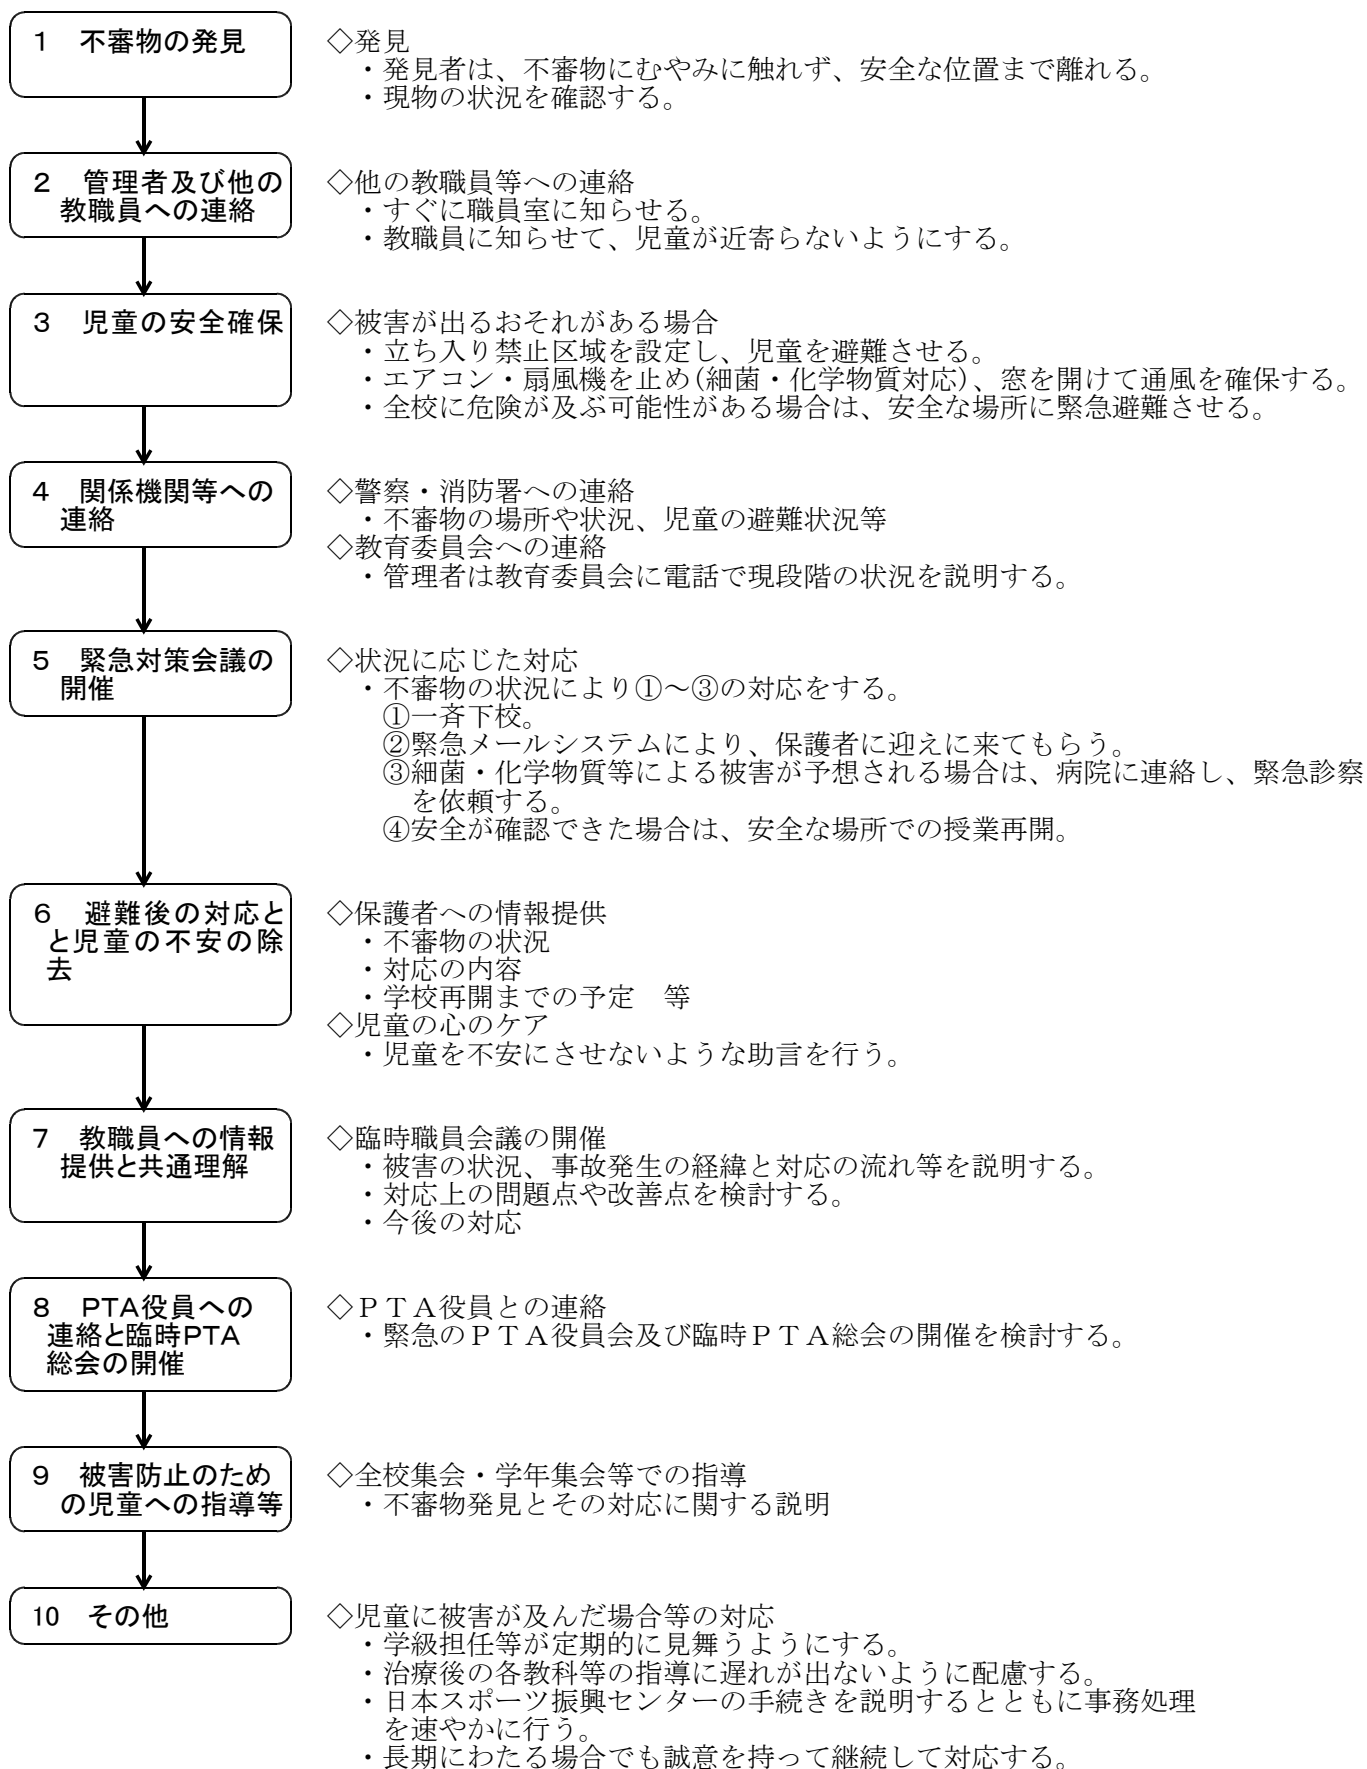 １　不審物の発見
◇発見
・発見者は、不審物にむやみに触れず、安全な位置まで離れる。
・現物の状況を確認する。
２　管理者及び他の
教職員への連絡
◇他の教職員等への連絡
・すぐに職員室に知らせる。
・教職員に知らせて、児童が近寄らないようにする。
３　児童の安全確保
◇被害が出るおそれがある場合
・立ち入り禁止区域を設定し、児童を避難させる。
・エアコン・扇風機を止め(細菌・化学物質対応)、窓を開けて通風を確保する。
・全校に危険が及ぶ可能性がある場合は、安全な場所に緊急避難させる。
４　関係機関等への
連絡
◇警察・消防署への連絡
・不審物の場所や状況、児童の避難状況等
◇教育委員会への連絡
・管理者は教育委員会に電話で現段階の状況を説明する。
５　緊急対策会議の
開催
◇状況に応じた対応
・不審物の状況により①～③の対応をする。
①一斉下校。
②緊急メールシステムにより、保護者に迎えに来てもらう。
③細菌・化学物質等による被害が予想される場合は、病院に連絡し、緊急診察
を依頼する。
④安全が確認できた場合は、安全な場所での授業再開。
６　避難後の対応と
と児童の不安の除
去
◇保護者への情報提供
・不審物の状況
・対応の内容
・学校再開までの予定　等
◇児童の心のケア
・児童を不安にさせないような助言を行う。
７　教職員への情報
提供と共通理解
◇臨時職員会議の開催
・被害の状況、事故発生の経緯と対応の流れ等を説明する。
・対応上の問題点や改善点を検討する。
・今後の対応
８　PTA役員への
連絡と臨時PTA
総会の開催
◇ＰＴＡ役員との連絡
・緊急のＰＴＡ役員会及び臨時ＰＴＡ総会の開催を検討する。
９　被害防止のため
の児童への指導等
◇全校集会・学年集会等での指導
・不審物発見とその対応に関する説明
10　その他
◇児童に被害が及んだ場合等の対応
・学級担任等が定期的に見舞うようにする。
・治療後の各教科等の指導に遅れが出ないように配慮する。
・日本スポーツ振興センターの手続きを説明するとともに事務処理
を速やかに行う。
・長期にわたる場合でも誠意を持って継続して対応する。